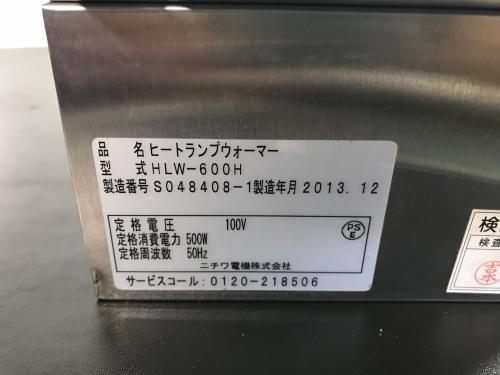 品名 ヒートランプウォーマー
型式 HLW-600H
製造番号 S048408-1 製造年月 2013.12
定格電圧 100V
定格消費電力 500W
定格周波数 50Hz
PS
E
ニチワ電機株式会社
サービスコール:0120-218506
検
検査